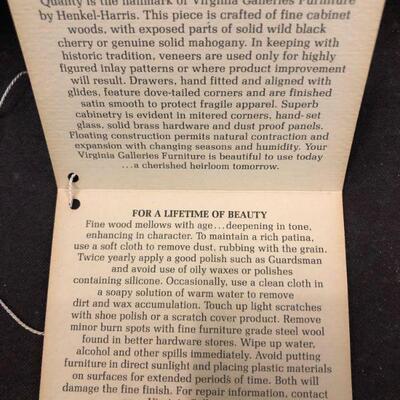 Quality is the hallmark of Virginia Galleries Furniture
by Henkel-Harris. This piece is crafted of fine cabinet
woods, with exposed parts of solid wild black
cherry or genuine solid mahogany. In keeping with
historic tradition, veneers are used only for highly
figured inlay patterns or where product improvement
will result. Drawers, hand fitted and aligned with
glides, feature dove-tailed corners and are finished
satin smooth to protect fragile apparel. Superb
cabinetry is evident in mitered corners, hand-set
glass, solid brass hardware and dust proof panels.
Floating construction permits natural contraction and
expansion with changing seasons and humidity. Your
Virginia Galleries Furniture is beautiful to use today
...a cherished heirloom tomorrow.
FOR A LIFETIME OF BEAUTY
Fine wood mellows with age...deepening in tone,
enhancing in character. To maintain a rich patina,
use a soft cloth to remove dust, rubbing with the grain.
Twice yearly apply a good polish such as Guardsman
and avoid use of oily waxes or polishes
containing silicone. Occasionally, use a clean cloth in
a soapy solution of warm water to remove
dirt and wax accumulation. Touch up light scratches
with shoe polish or a scratch cover product. Remove
minor burn spots with fine furniture grade steel wool
found in better hardware stores. Wipe up water,
alcohol and other spills immediately. Avoid putting
furniture in direct sunlight and placing plastic materials
on surfaces for extended periods of time. Both will
damage the fine finish. For repair information, contact